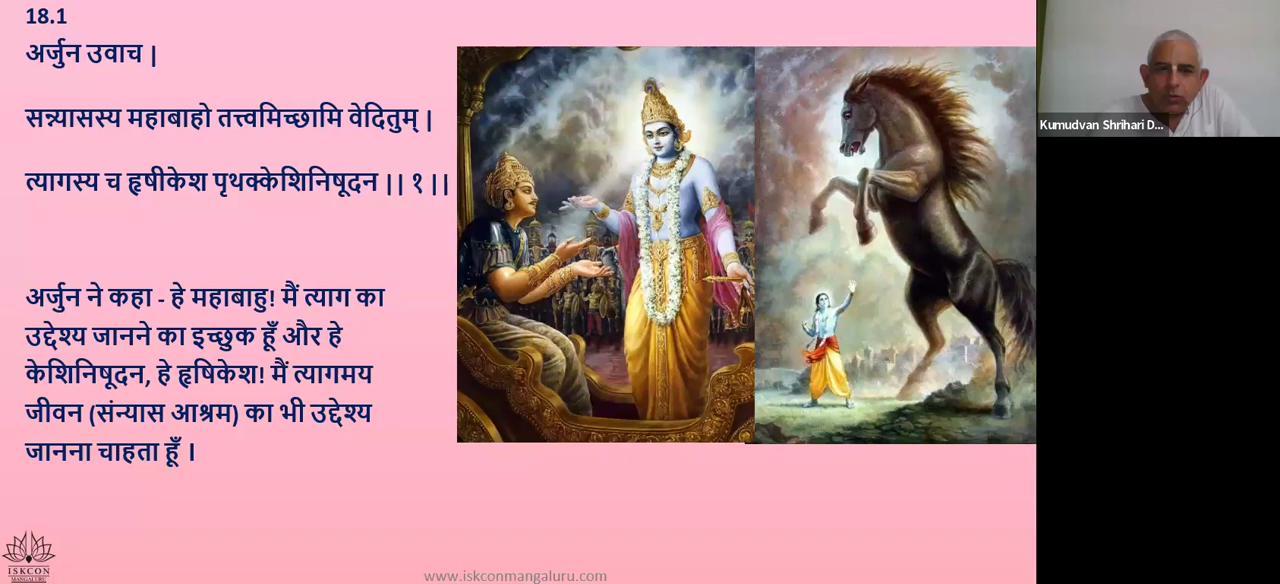 18.1
अर्जुन उवाच |
सन्न्यासस्य महाबाहो तत्त्वमिच्छामि वेदितुम् |
त्यागस्य च हृषीकेश पृथक्केशिनिषूदन || १ ||
अर्जुन ने कहा - हे महाबाहु! मैं त्याग का
उद्देश्य जानने का इच्छुक हूँ और हे
केशिनिषूदन, हे हृषिकेश! मैं त्यागमय
जीवन (संन्यास आश्रम) का भी उद्देश्य
जानना चाहता हूँ ।
Kumudvan Shrihari D...
ISKCON
MANGALURU
www.iskconmangaluru.com